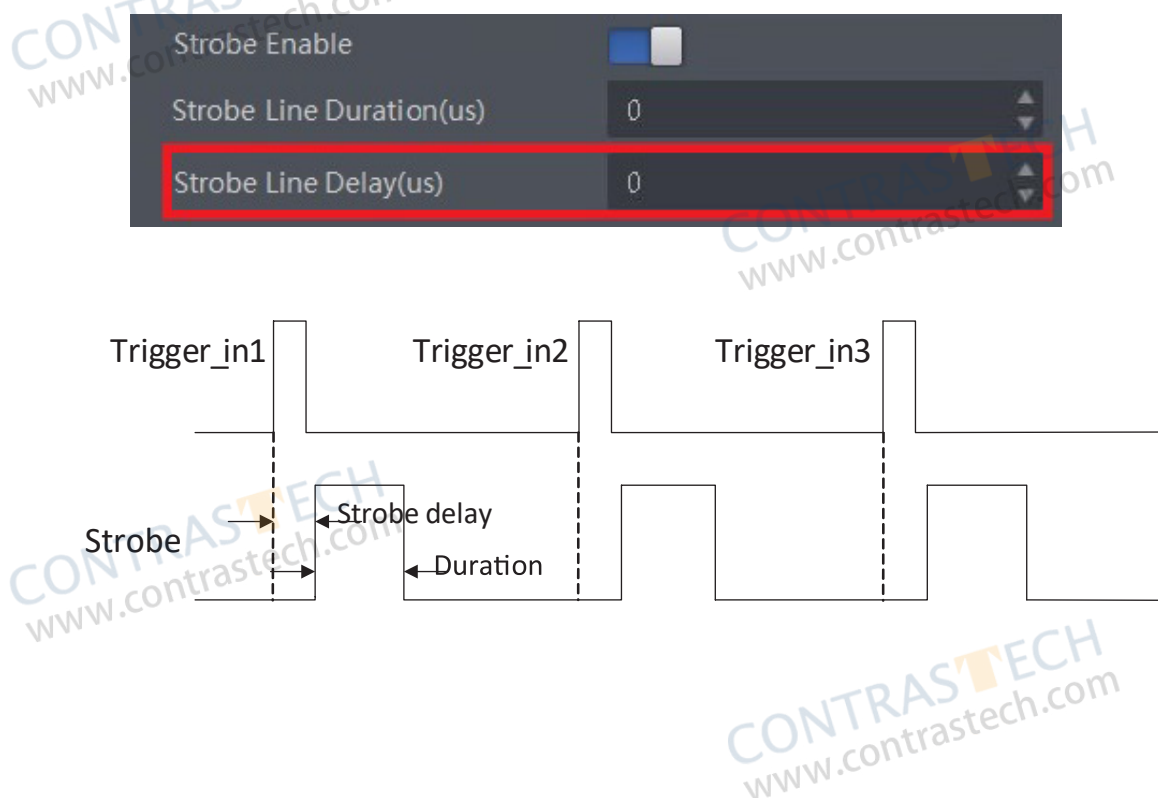 CONTRASTECH
www.contrastech.com
Strobe Enable
Strobe Line Duration(us) 0
Strobe Line Delay(us) 0
CONTRASTECH
www.contrastech.com
Trigger_in1 Trigger_in2 Trigger_in3
Strobe delay
Strobe
Duration
CONTRASTECH
www.contrastech.com
CONTRASTECH
www.contrastech.com